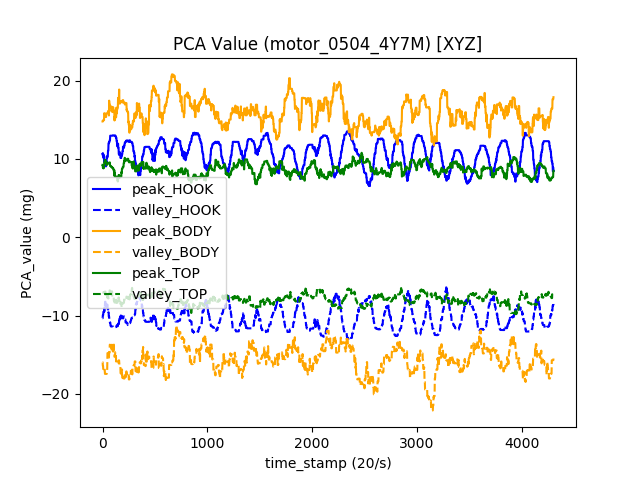 PCA Value (motor_0504_4Y7M) [XYZ]
PCA_value (mg)
20
10
0
−10
−20
peak_HOOK
valley_HOOK
peak_BODY
valley_BODY
peak_TOP
valley_TOP
0 1000 2000 3000 4000
time_stamp (20/s)